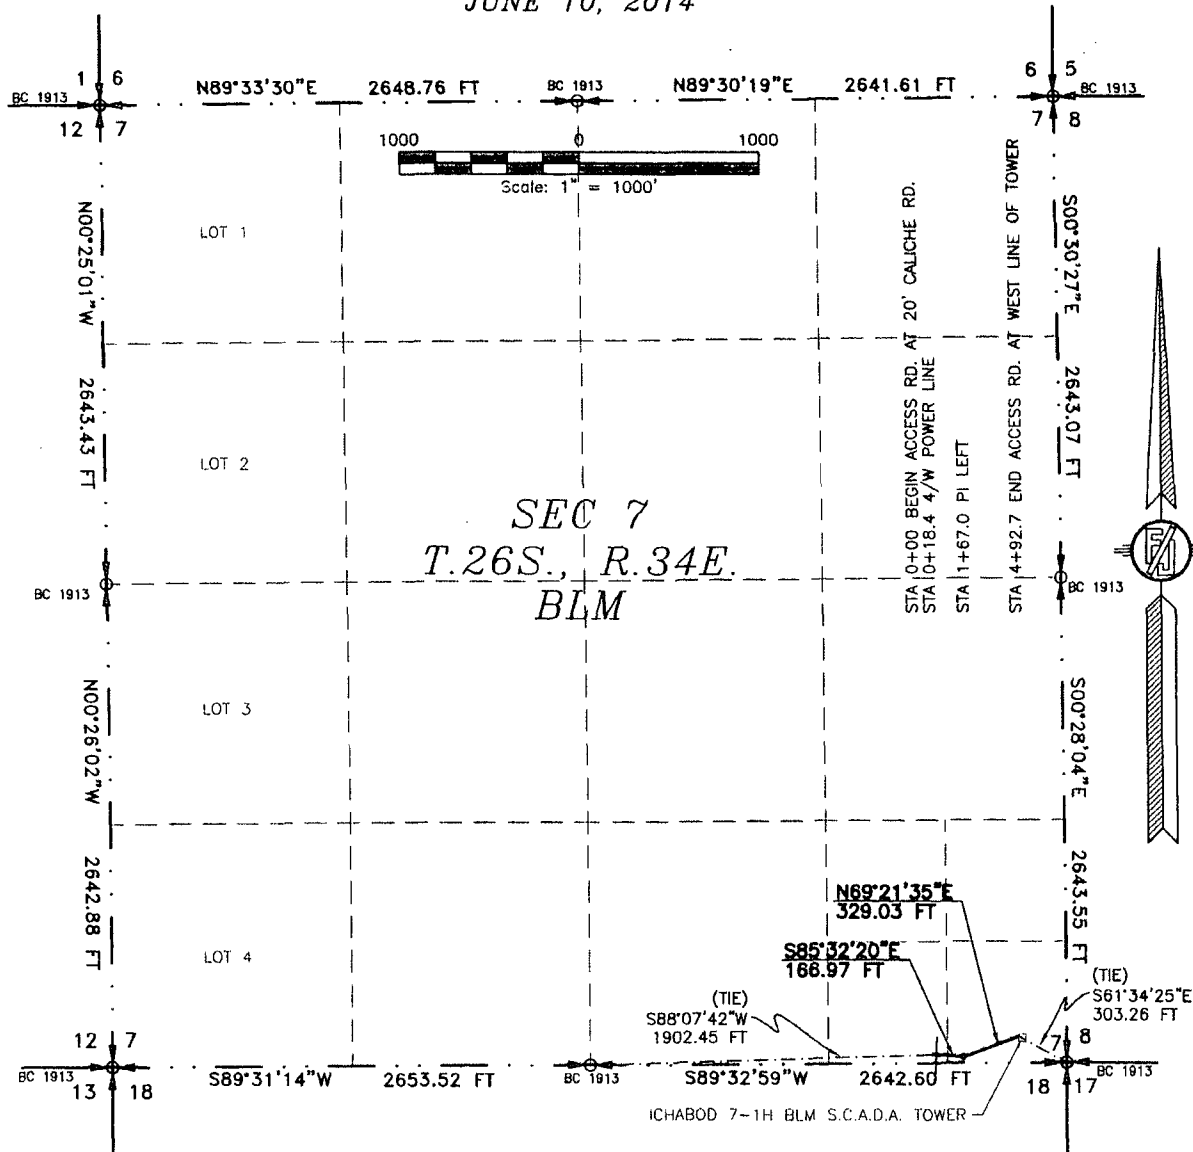 JUNE 10, 2014
1 6
BC 1913
12 7
N89°33'30"E 2648.76 FT
BC 1913
N89°30'19"E 2641.61 FT
6 5
BC 1913
7 8
1000 0 1000
Scale: 1" = 1000'
LOT 1
N00°25'01"W
2643.43 FT
LOT 2
SEC 7
T.26S., R.34E.
BLM
STA 0+00 BEGIN ACCESS RD. AT 20' CALICHE RD.
STA 0+18.4 4/W POWER LINE
STA 1+67.0 PI LEFT
STA 4+92.7 END ACCESS RD. AT WEST LINE OF TOWER
S00°30'27"E
2643.07 FT
BC 1913
BC 1913
N00°26'02"W
2642.88 FT
LOT 3
S00°28'04"E
2643.55 FT
LOT 4
N69°21'35"E
329.03 FT
S85°32'20"E
166.97 FT
(TIE)
S88°07'42"W
1902.45 FT
(TIE)
S61°34'25"E
303.26 FT
12 7
BC 1913
13 18
S89°31'14"W 2653.52 FT
BC 1913
S89°32'59"W 2642.60 FT
7 8
BC 1913
18 17
ICHABOD 7-1H BLM S.C.A.D.A. TOWER